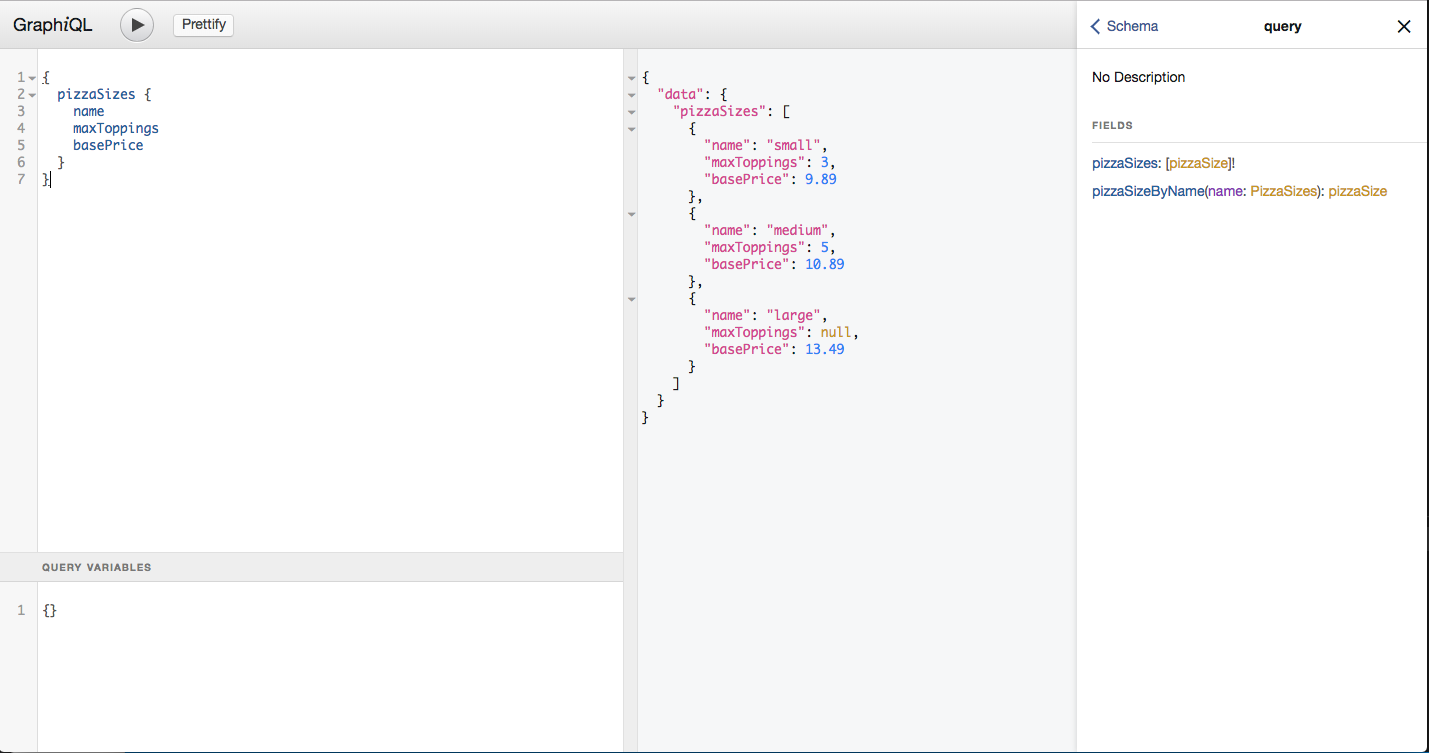 GraphiQL
Prettify
1 {
2 pizzaSizes {
3 name
4 maxToppings
5 basePrice
6 }
7 }
QUERY VARIABLES
1 {}
{
"data": {
"pizzaSizes": [
{
"name": "small",
"maxToppings": 3,
"basePrice": 9.89
},
{
"name": "medium",
"maxToppings": 5,
"basePrice": 10.89
},
{
"name": "large",
"maxToppings": null,
"basePrice": 13.49
}
]
}
}
Schema query
No Description
FIELDS
pizzaSizes: [pizzaSize]!
pizzaSizeByName(name: PizzaSizes): pizzaSize